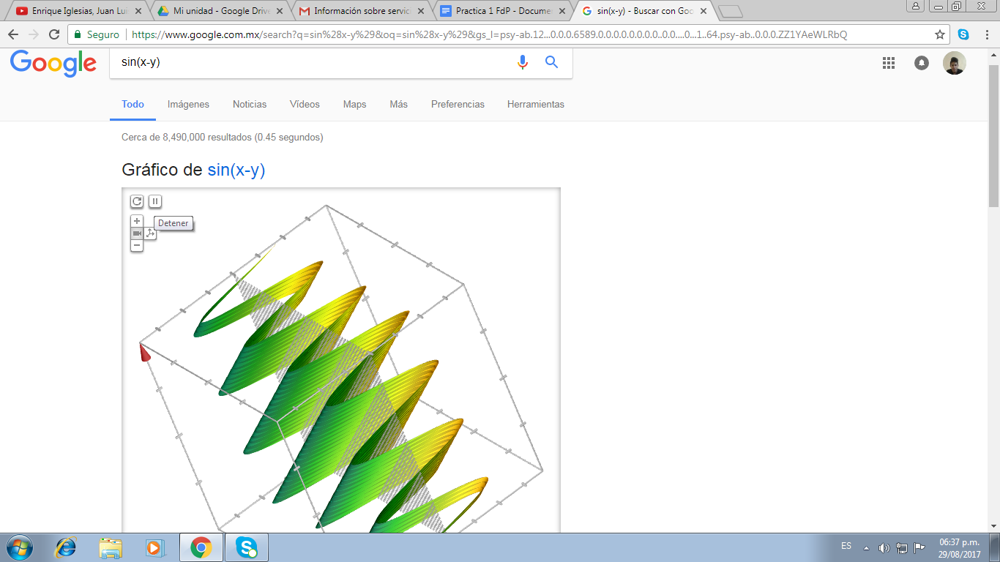 Enrique Iglesias, Juan Lui
Mi unidad - Google Drive
Información sobre servic
Practica 1 FdP - Docume
sin(x-y) - Buscar con Goo
Seguro
https://www.google.com.mx/search?q=sin%28x-y%29&oq=sin%28x-y%29&gs_l=psy-ab.12...0.0.0.6589.0.0.0.0.0.0.0.0..0.0....0...1..64.psy-ab..0.0.0.ZZ1YAeWLRbQ
Google
sin(x-y)
Todo
Imágenes
Noticias
Vídeos
Maps
Más
Preferencias
Herramientas
Cerca de 8,490,000 resultados (0.45 segundos)
Gráfico de sin(x-y)
Detener
ES
06:37 p.m.
29/08/2017